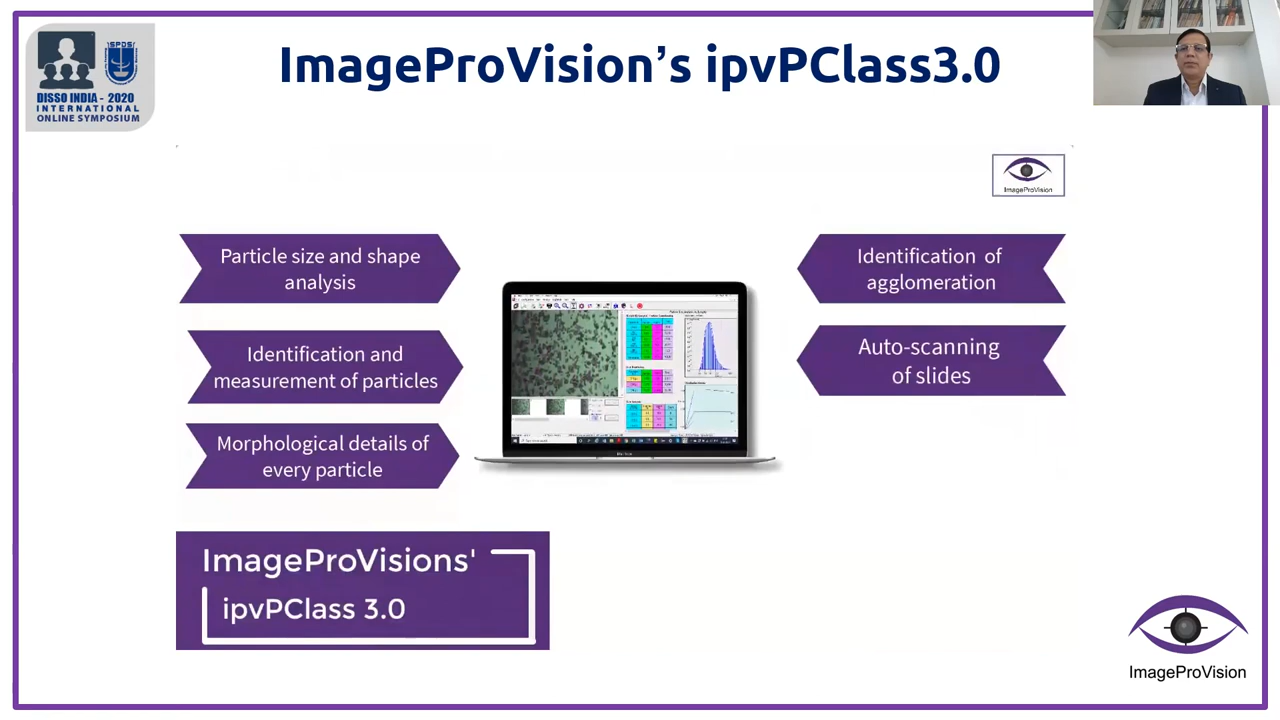 ImageProVision’s ipvPClass3.0
SPDS
DISSO INDIA - 2020
INTERNATIONAL
ONLINE SYMPOSIUM
ImageProVision
Particle size and shape
analysis
Identification and
measurement of particles
Morphological details of
every particle
Identification of
agglomeration
Auto-scanning
of slides
ImageProVisions'
ipvPClass 3.0
ImageProVision